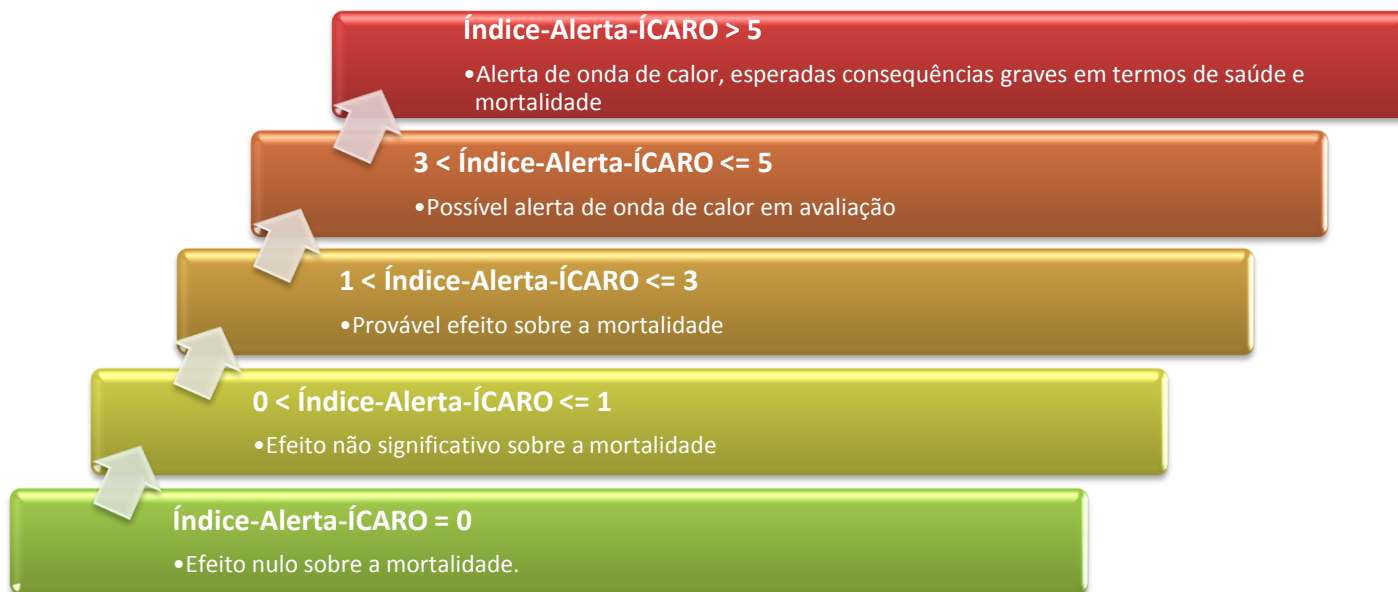 Índice-Alerta-ÍCARO > 5
•Alerta de onda de calor, esperadas consequências graves em termos de saúde e
mortalidade
3 < Índice-Alerta-ÍCARO <= 5
•Possível alerta de onda de calor em avaliação
1 < Índice-Alerta-ÍCARO <= 3
•Provável efeito sobre a mortalidade
0 < Índice-Alerta-ÍCARO <= 1
•Efeito não significativo sobre a mortalidade
Índice-Alerta-ÍCARO = 0
•Efeito nulo sobre a mortalidade.